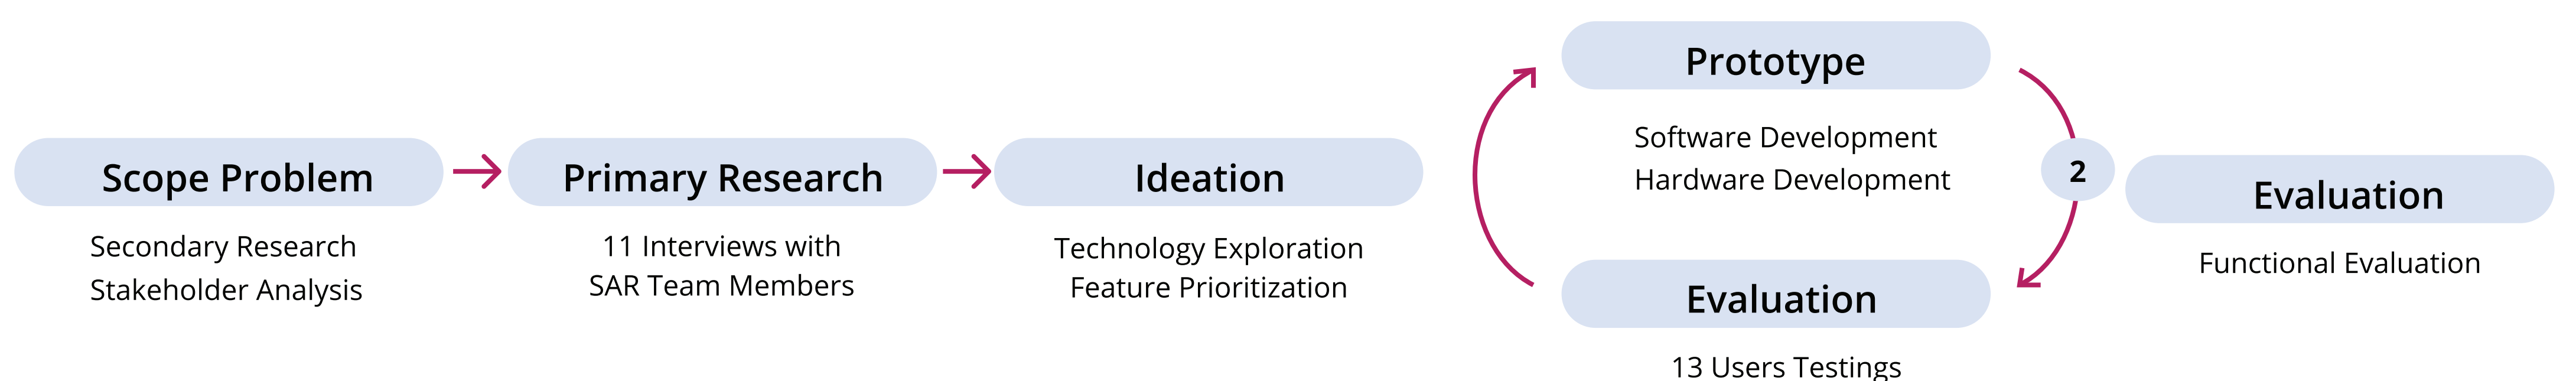 Scope Problem
Secondary Research
Stakeholder Analysis
Primary Research
11 Interviews with
SAR Team Members
Ideation
Technology Exploration
Feature Prioritization
Prototype
Software Development
Hardware Development
2
Evaluation
13 Users Testings
Evaluation
Functional Evaluation